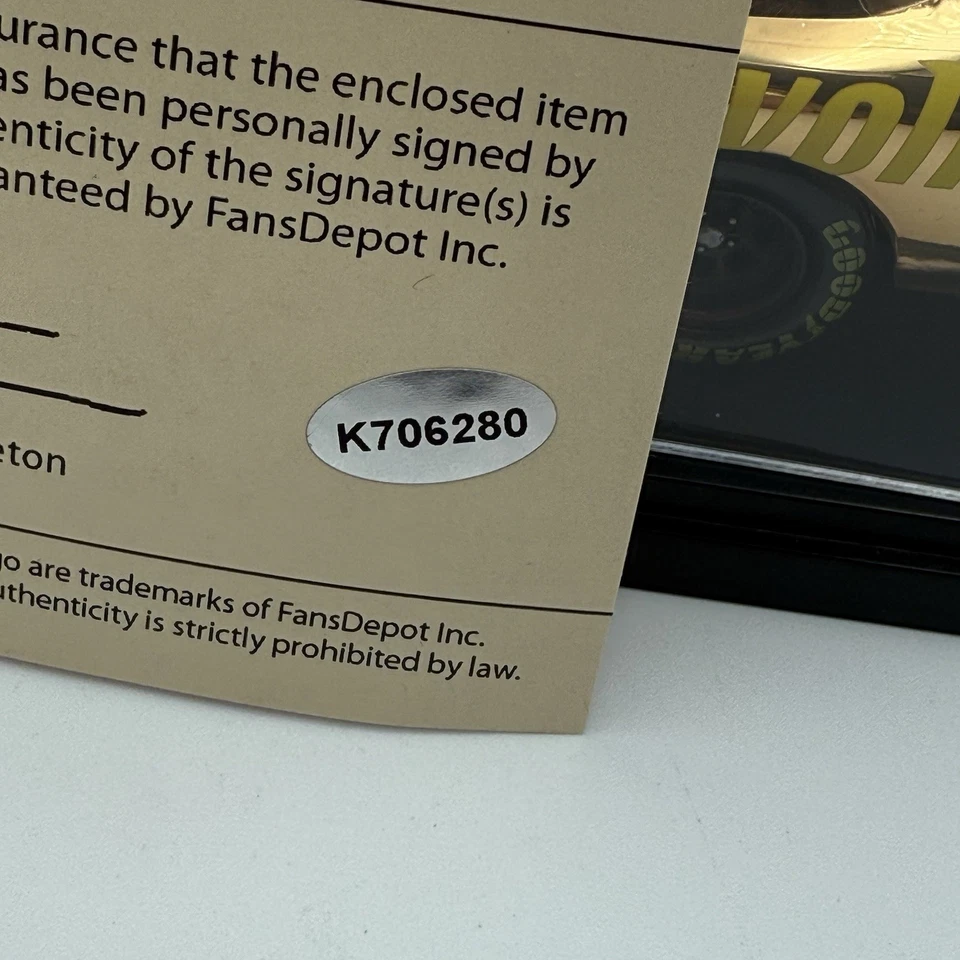 urance that the enclosed item
as been personally signed by
enticity of the signature(s) is
anteed by FansDepot Inc.
K706280
eton
go are trademarks of FansDepot Inc.
uthenticity is strictly prohibited by law.
vol
GOODYEAR